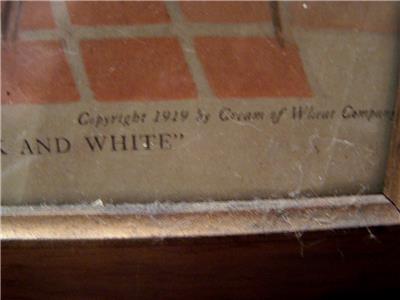 Copyright 1919 by Cream of Wheat Company
K AND WHITE"